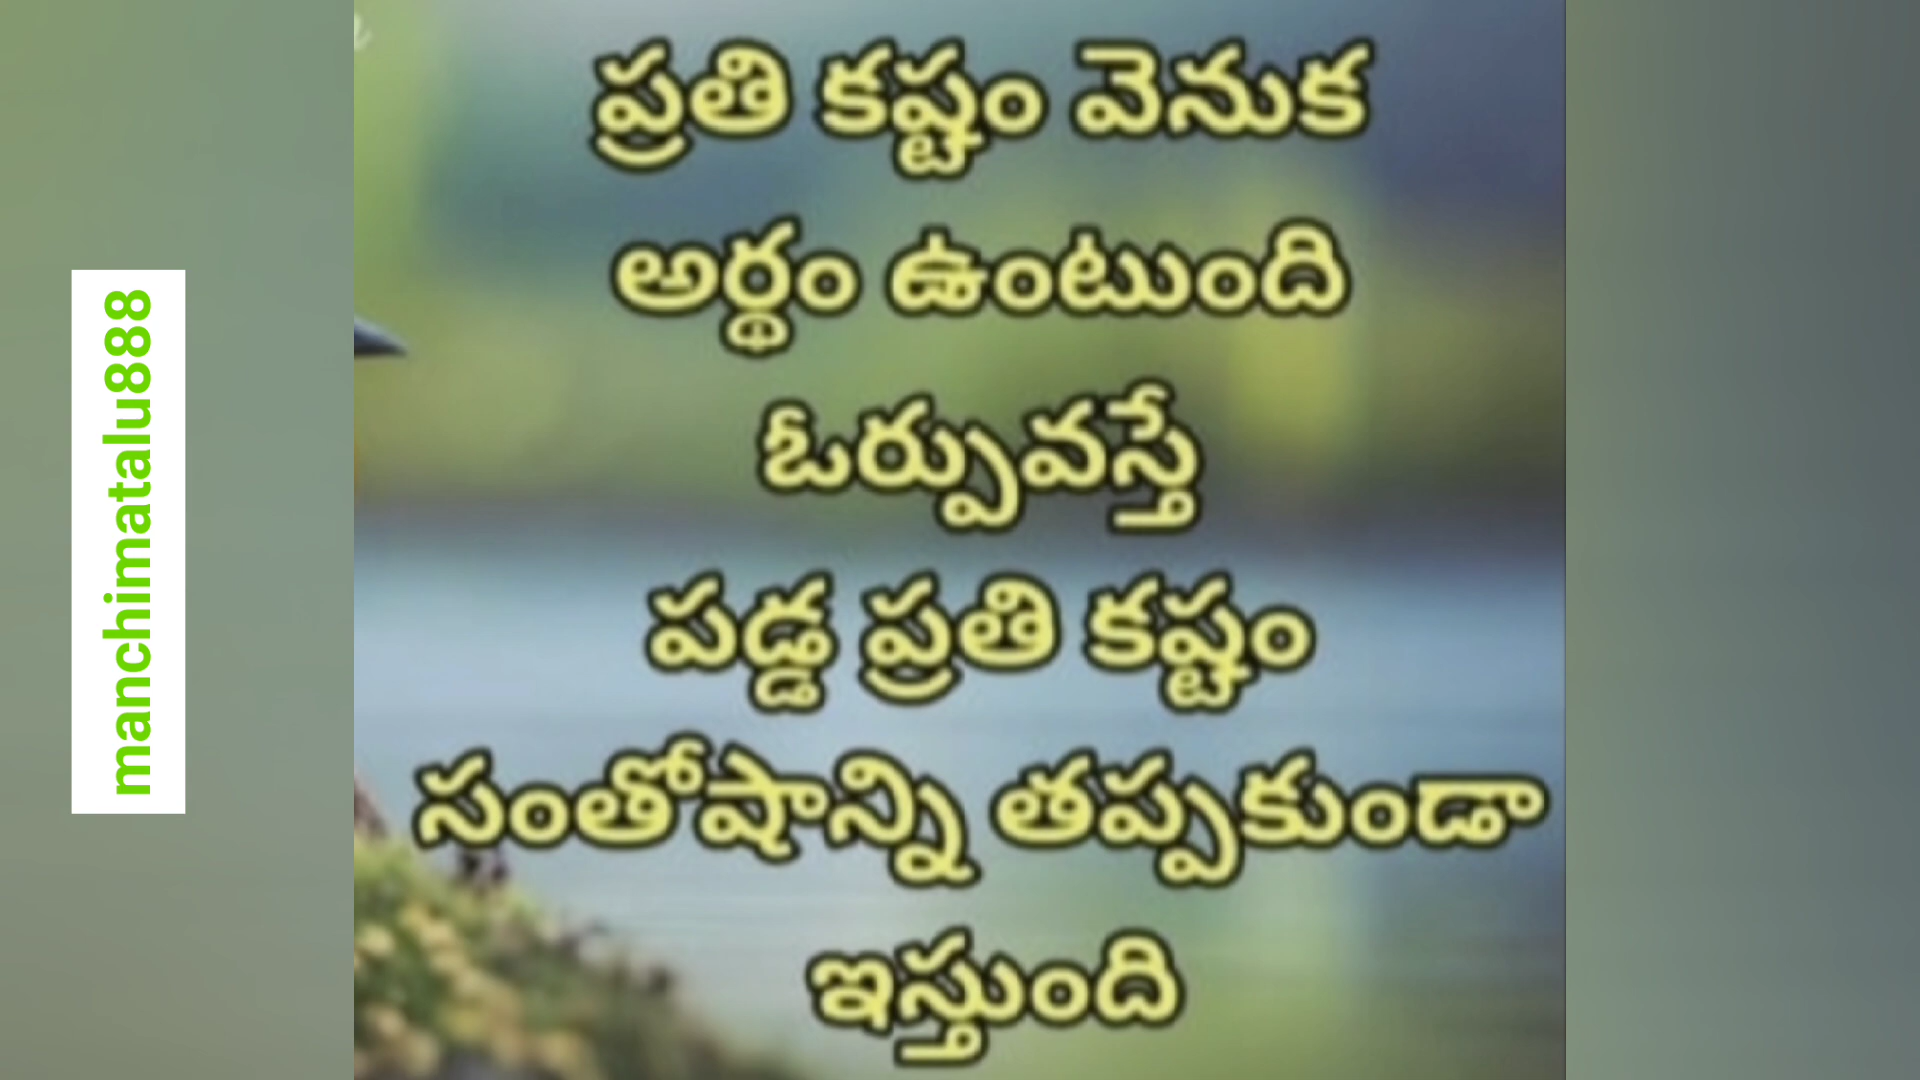 ప్రతి కష్టం వెనుక
అర్థం ఉంటుంది
ఓర్పువస్తే
పడ్డ ప్రతి కష్టం
సంతోషాన్ని తప్పకుండా
ఇస్తుంది
manchimatalu888